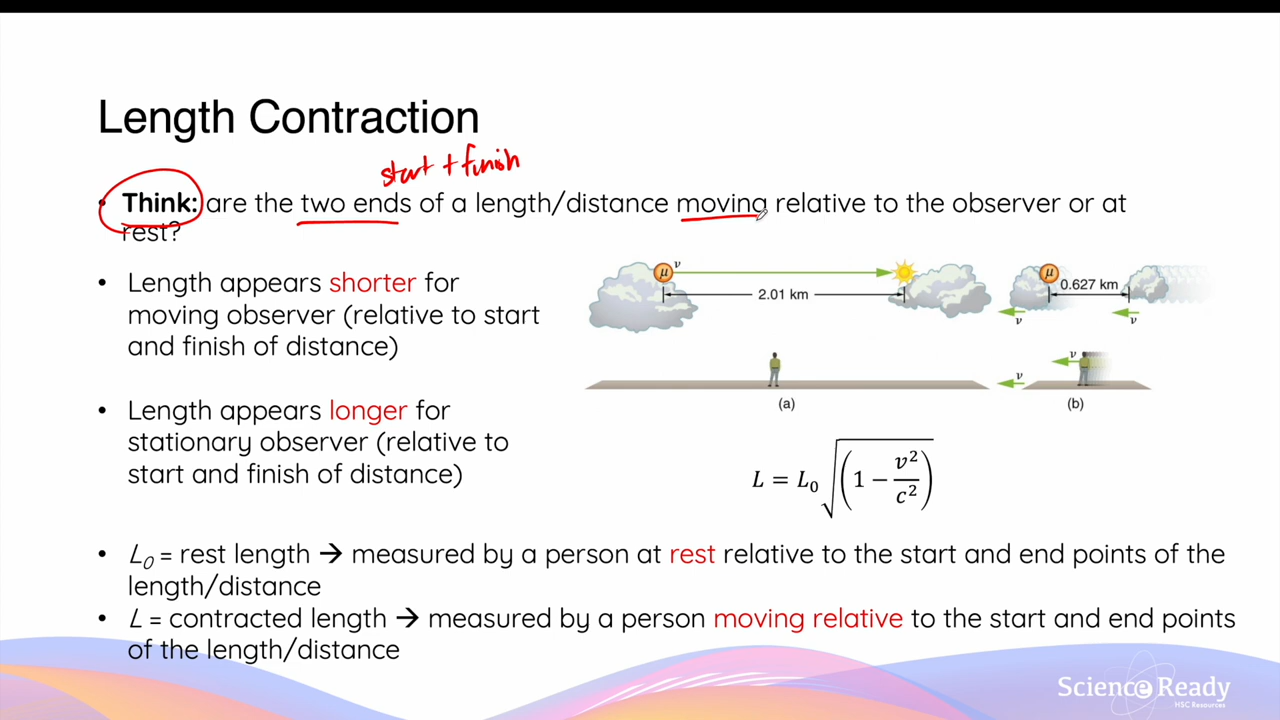 Length Contraction
start + finish
• Think: are the two ends of a length/distance moving relative to the observer or at
rest?
• Length appears shorter for
moving observer (relative to start
and finish of distance)
• Length appears longer for
stationary observer (relative to
start and finish of distance)
μ v
2.01 km
(a)
μ
0.627 km
v v
v
v
(b)
L = L₀ √(1 − v²/c²)
• L₀ = rest length → measured by a person at rest relative to the start and end points of the
length/distance
• L = contracted length → measured by a person moving relative to the start and end points
of the length/distance
Science Ready
HSC Resources